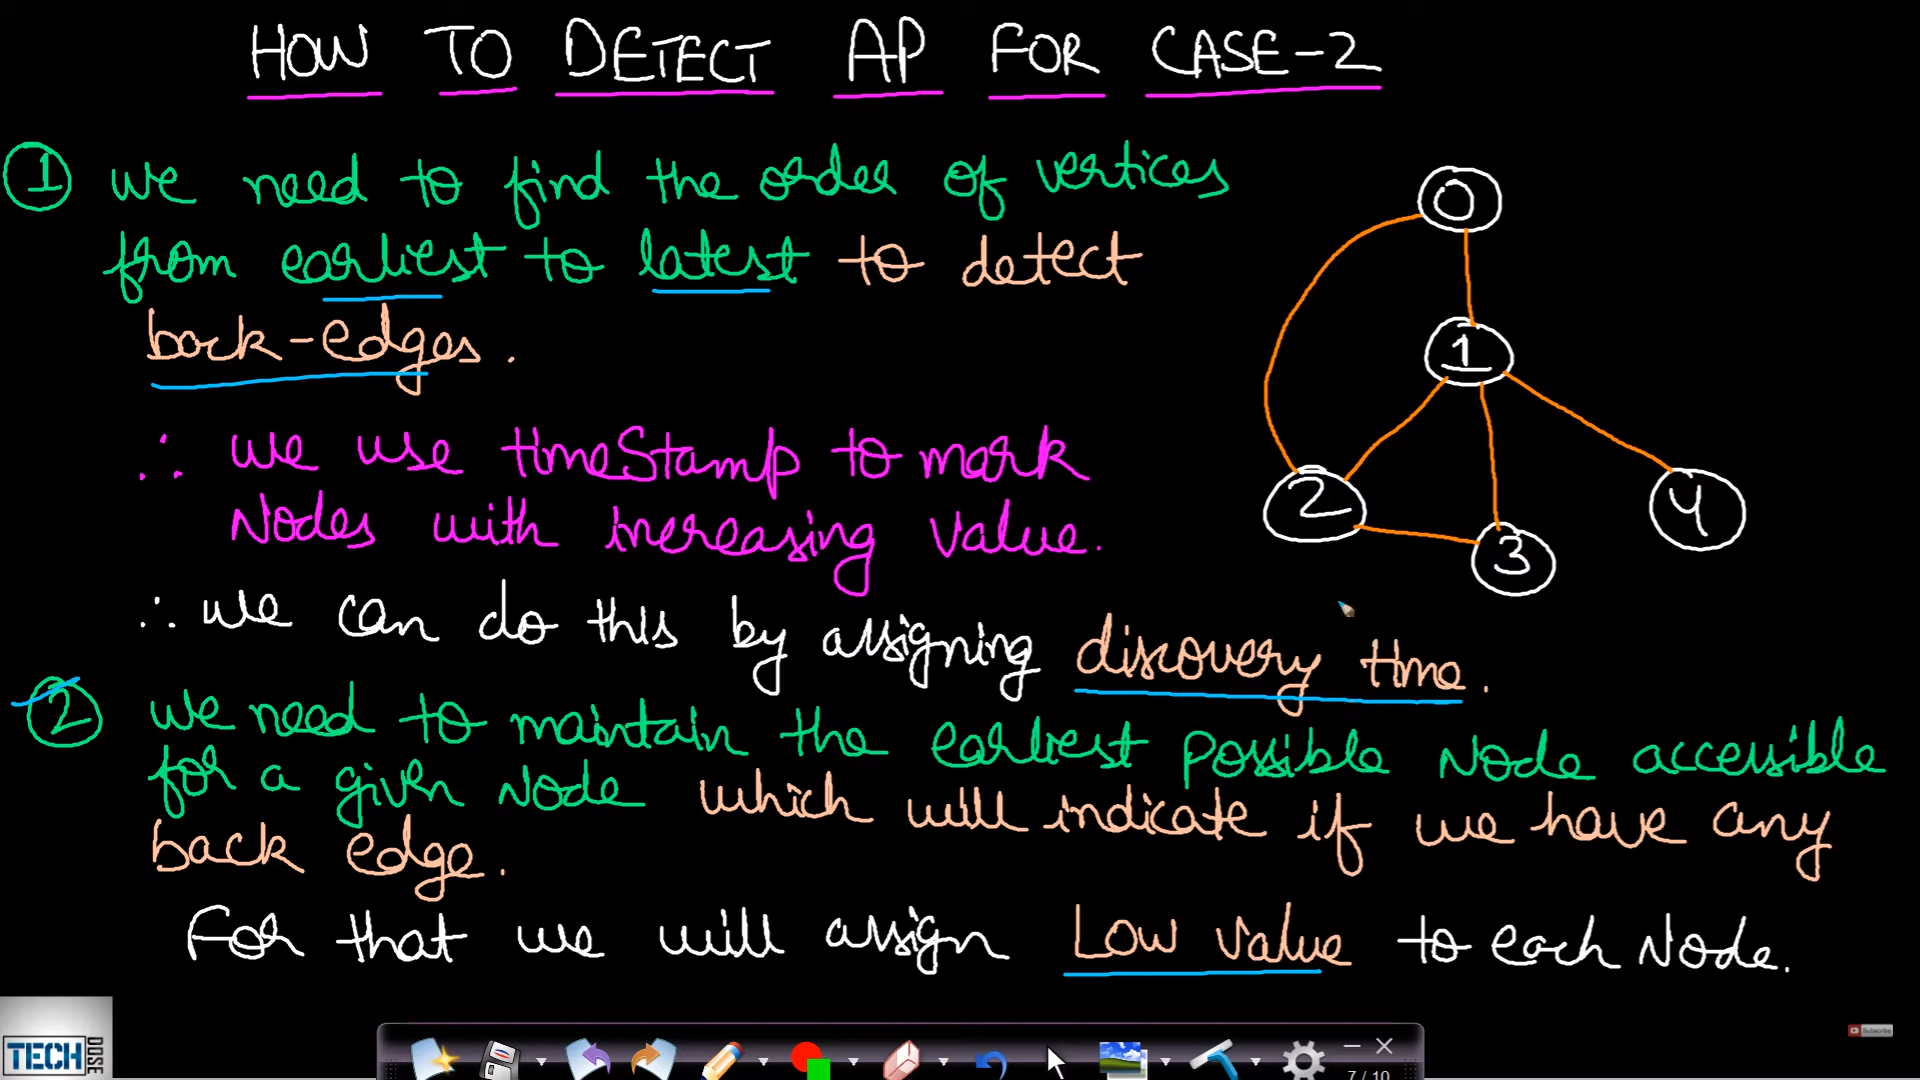 HOW TO DETECT AP FOR CASE-2
① we need to find the order of vertices
from earliest to latest to detect
back-edges.
∴ we use timeStamp to mark
Nodes with increasing value.
∴ we can do this by assigning discovery time.
② we need to maintain the earliest possible Node accessible
for a given Node which will indicate if we have any
back edge.
For that we will assign Low value to each Node.
0
1
2
3
4
TECH DOSE
Subscribe
7 / 10